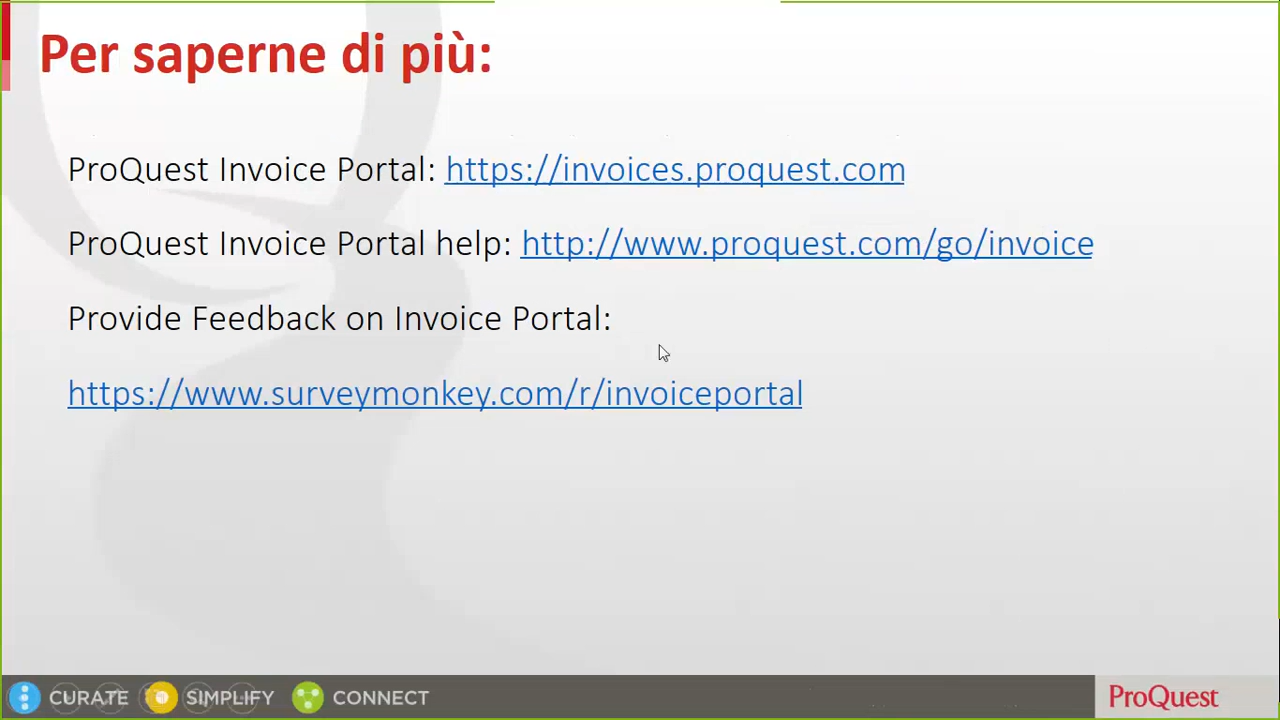 Per saperne di più:
ProQuest Invoice Portal: https://invoices.proquest.com
ProQuest Invoice Portal help: http://www.proquest.com/go/invoice
Provide Feedback on Invoice Portal:
https://www.surveymonkey.com/r/invoiceportal
CURATE SIMPLIFY CONNECT
ProQuest